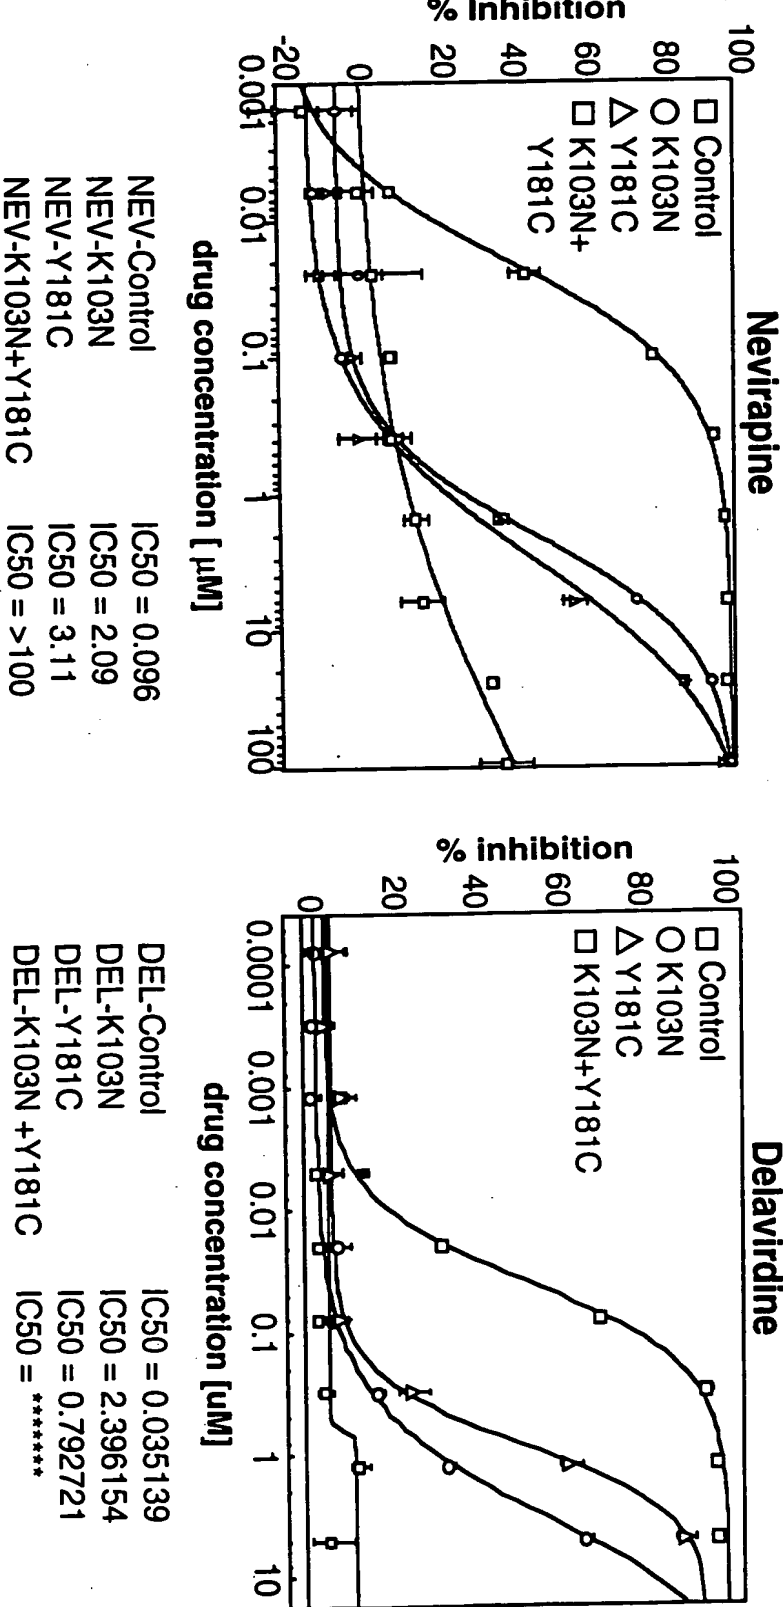 Nevirapine
% Inhibition
100
80
60
40
20
0
-20
□ Control
○ K103N
△ Y181C
□ K103N+
Y181C
0.001
0.01
0.1
1
10
100
drug concentration [ μM]
NEV-Control IC50 = 0.096
NEV-K103N IC50 = 2.09
NEV-Y181C IC50 = 3.11
NEV-K103N+Y181C IC50 = >100
Delavirdine
% inhibition
100
80
60
40
20
0
□ Control
○ K103N
△ Y181C
□ K103N+Y181C
0.0001
0.001
0.01
0.1
1
10
drug concentration [uM]
DEL-Control IC50 = 0.035139
DEL-K103N IC50 = 2.396154
DEL-Y181C IC50 = 0.792721
DEL-K103N +Y181C IC50 = *******